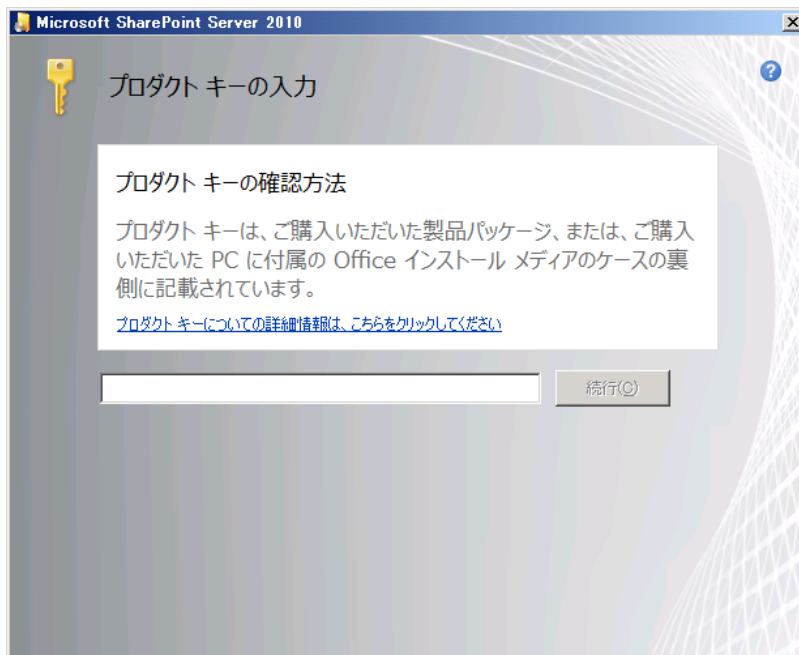 Microsoft SharePoint Server 2010
プロダクト キーの入力
プロダクト キーの確認方法
プロダクト キーは、ご購入いただいた製品パッケージ、または、ご購入
いただいた PC に付属の Office インストール メディアのケースの裏
側に記載されています。
プロダクト キーについての詳細情報は、こちらをクリックしてください
続行(C)